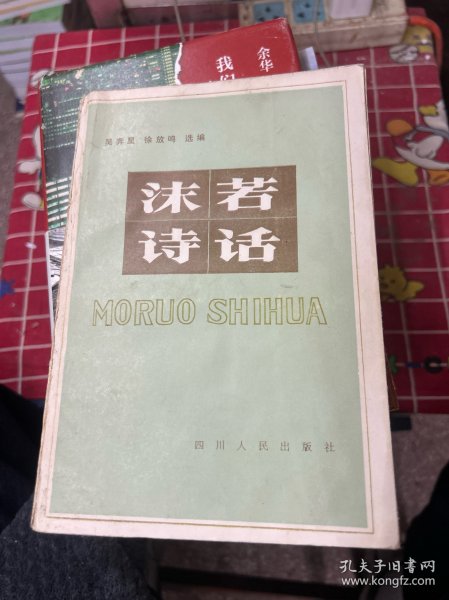 余华
我们
吴奔星 徐放鸣 选编
沫若
诗话
MORUO SHIHUA
四川人民出版社
孔夫子旧书网
www.kongfz.com